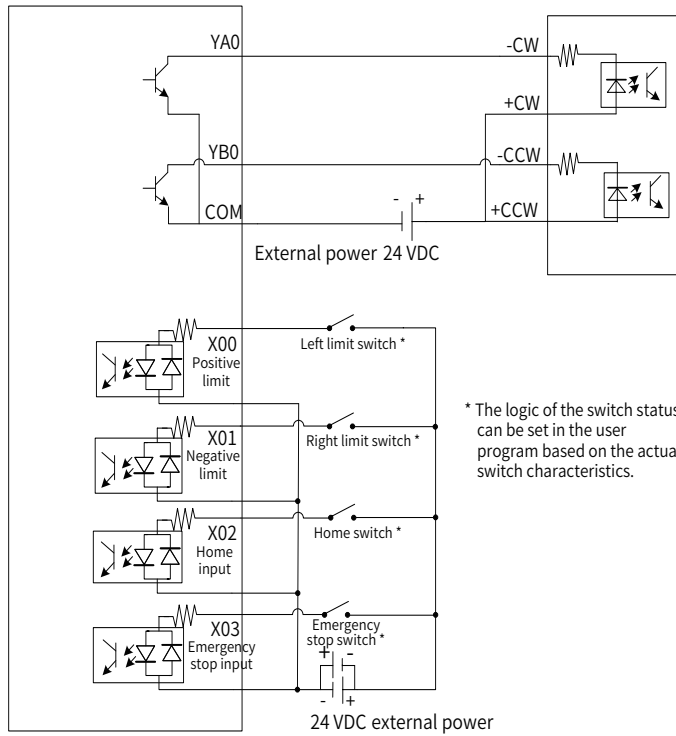 YA0
-CW
+CW
YB0
-CCW
COM
- +
+CCW
External power 24 VDC
X00
Positive
limit
Left limit switch *
X01
Negative
limit
Right limit switch *
* The logic of the switch status
can be set in the user
program based on the actua
switch characteristics.
X02
Home
input
Home switch *
X03
Emergency
stop input
Emergency
stop switch *
+ -
- +
24 VDC external power